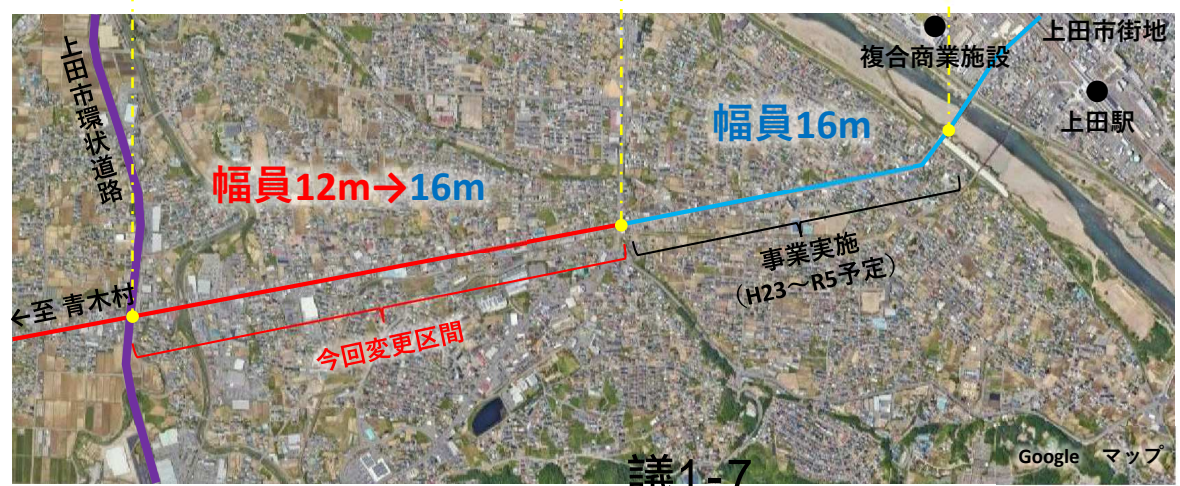 上田市環状道路
幅員12m→16m
幅員16m
複合商業施設
上田市街地
上田駅
←至 青木村
今回変更区間
事業実施
（H23～R5予定）
Google マップ
議1-7